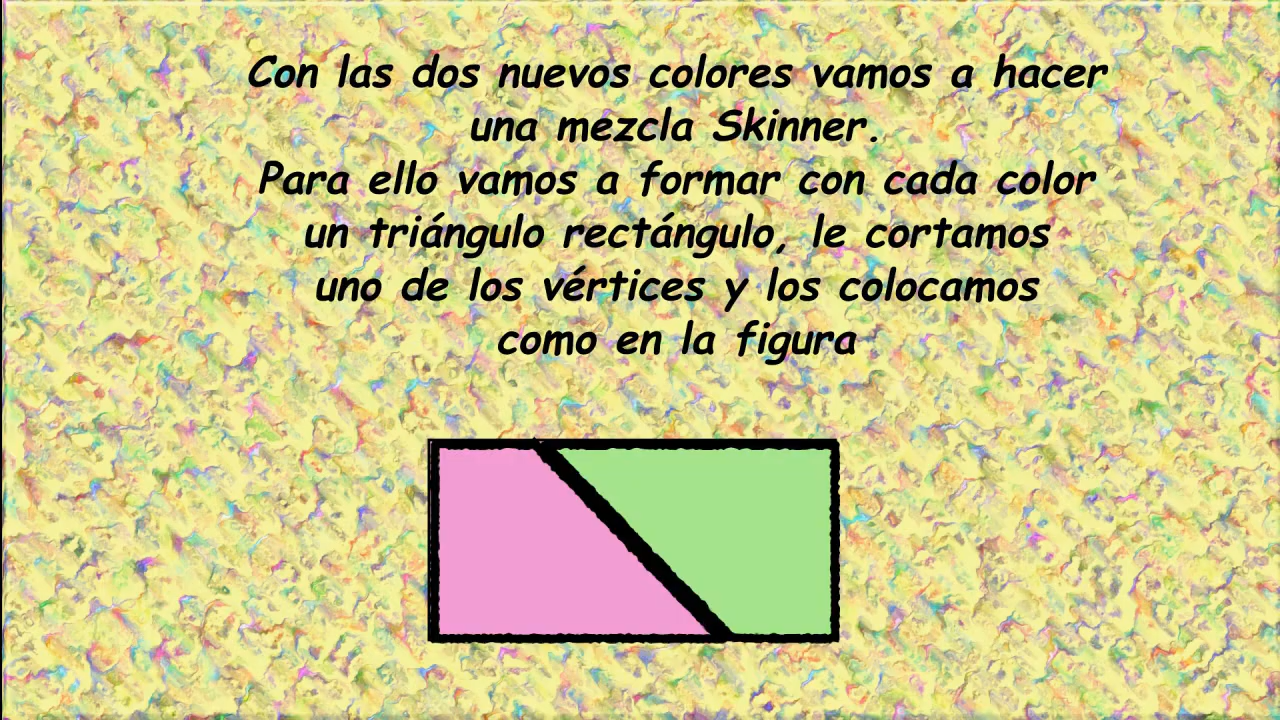 Con las dos nuevos colores vamos a hacer
una mezcla Skinner.
Para ello vamos a formar con cada color
un triángulo rectángulo, le cortamos
uno de los vértices y los colocamos
como en la figura